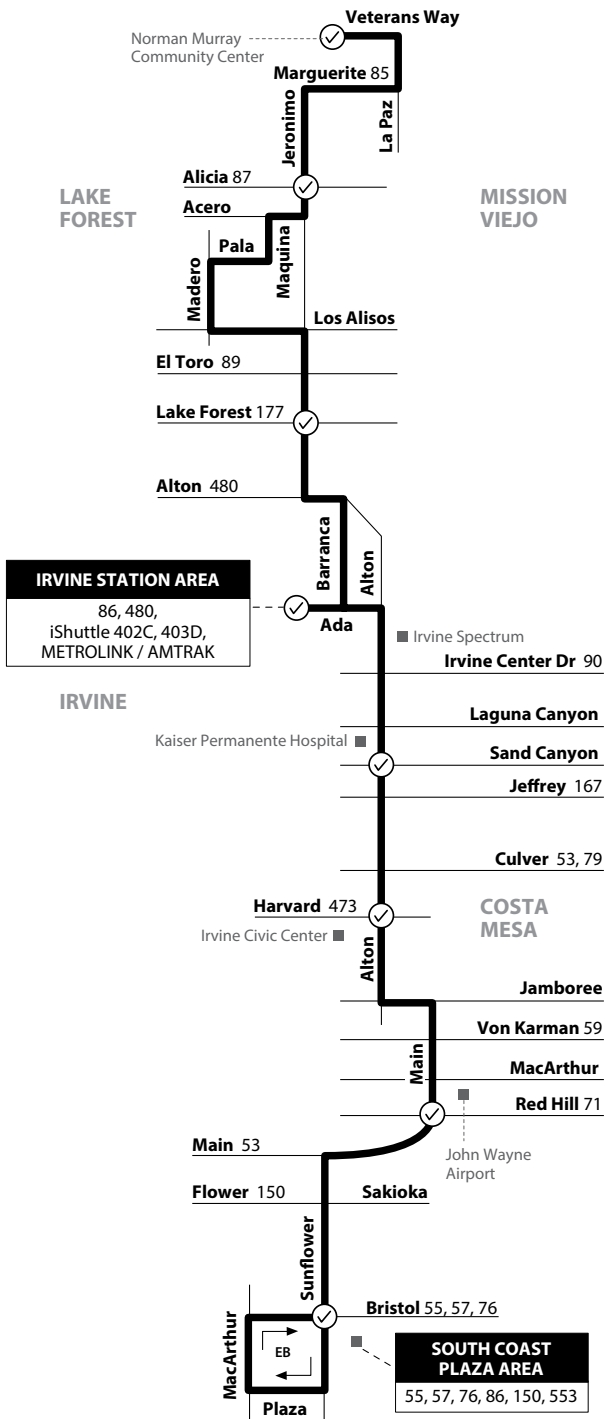 Veterans Way
Norman Murray
Community Center
Marguerite 85
Jeronimo
La Paz
Alicia 87
LAKE
FOREST
MISSION
VIEJO
Acero
Maquina
Pala
Madero
Los Alisos
El Toro 89
Lake Forest 177
Alton 480
Barranca
Alton
IRVINE STATION AREA
86, 480,
iShuttle 402C, 403D,
METROLINK / AMTRAK
Ada
Irvine Spectrum
Irvine Center Dr 90
IRVINE
Laguna Canyon
Kaiser Permanente Hospital
Sand Canyon
Jeffrey 167
Culver 53, 79
Harvard 473
COSTA
MESA
Irvine Civic Center
Alton
Jamboree
Von Karman 59
Main
MacArthur
Red Hill 71
Main 53
John Wayne
Airport
Flower 150
Sakioka
Sunflower
Bristol 55, 57, 76
MacArthur
EB
SOUTH COAST
PLAZA AREA
55, 57, 76, 86, 150, 553
Plaza